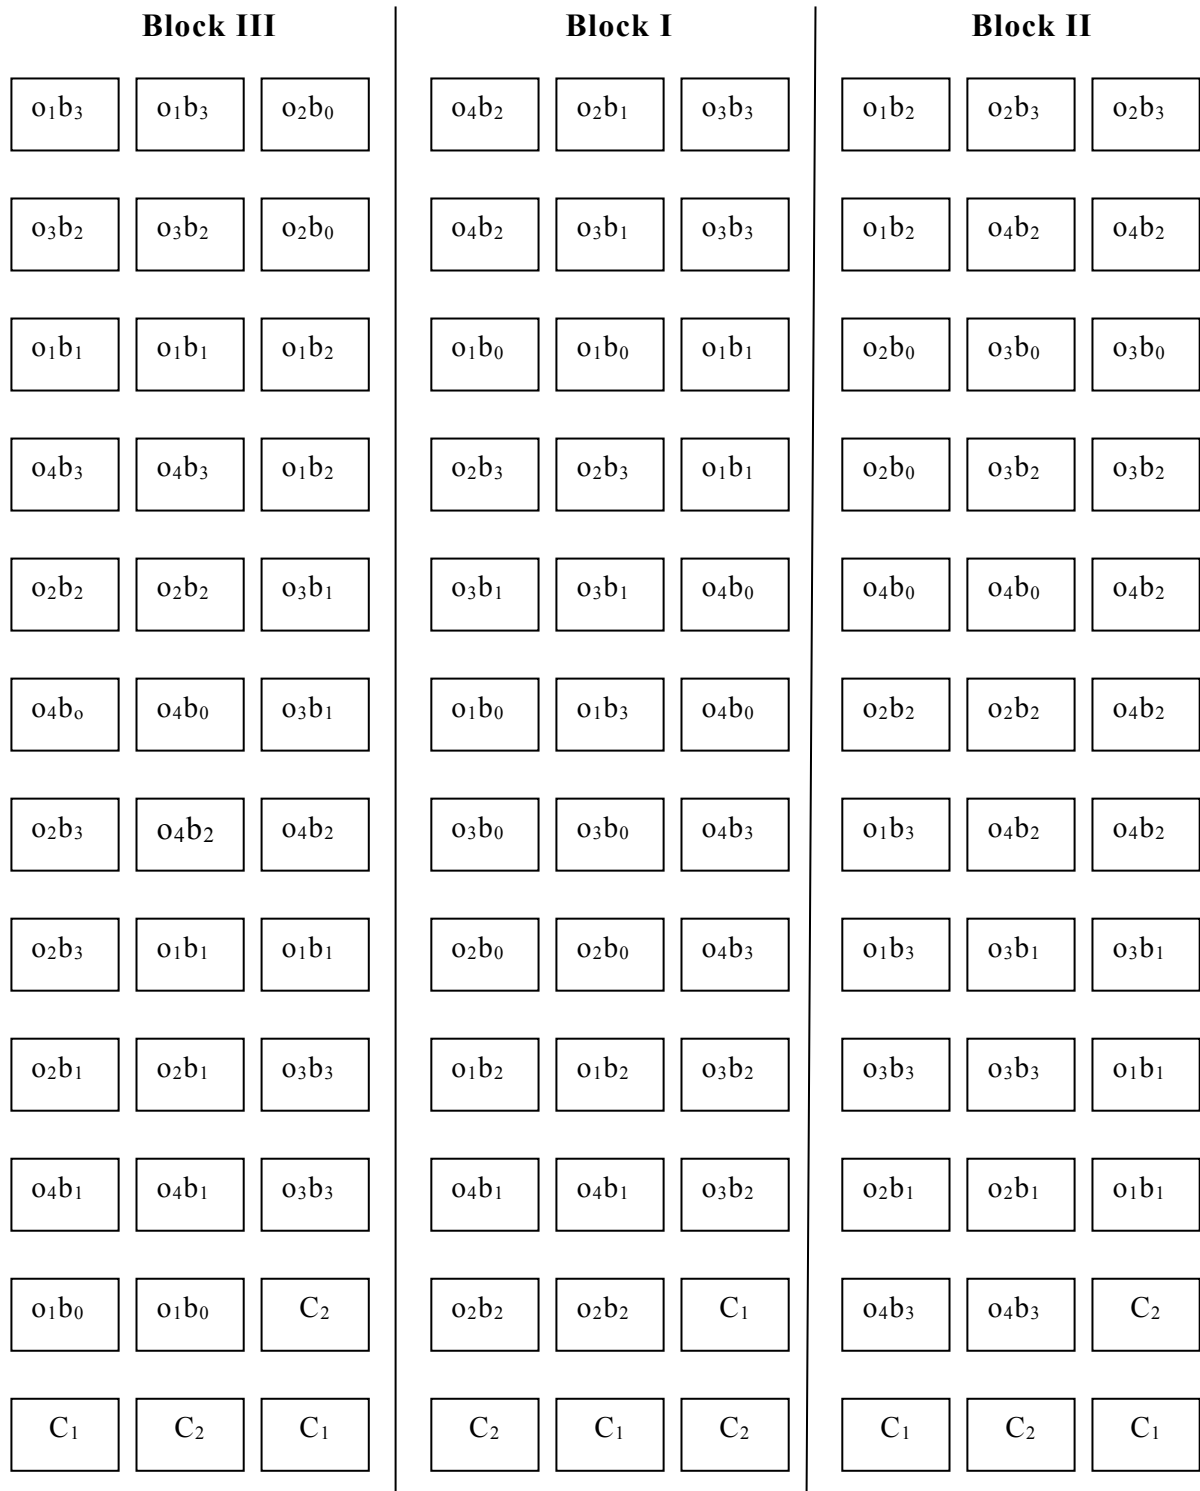 Block III Block I Block II
o₁b₃ o₁b₃ o₂b₀ o₄b₂ o₂b₁ o₃b₃ o₁b₂ o₂b₃ o₂b₃
o₃b₂ o₃b₂ o₂b₀ o₄b₂ o₃b₁ o₃b₃ o₁b₂ o₄b₂ o₄b₂
o₁b₁ o₁b₁ o₁b₂ o₁b₀ o₁b₀ o₁b₁ o₂b₀ o₃b₀ o₃b₀
o₄b₃ o₄b₃ o₁b₂ o₂b₃ o₂b₃ o₁b₁ o₂b₀ o₃b₂ o₃b₂
o₂b₂ o₂b₂ o₃b₁ o₃b₁ o₃b₁ o₄b₀ o₄b₀ o₄b₀ o₄b₂
o₄bₒ o₄b₀ o₃b₁ o₁b₀ o₁b₃ o₄b₀ o₂b₂ o₂b₂ o₄b₂
o₂b₃ o₄b₂ o₄b₂ o₃b₀ o₃b₀ o₄b₃ o₁b₃ o₄b₂ o₄b₂
o₂b₃ o₁b₁ o₁b₁ o₂b₀ o₂b₀ o₄b₃ o₁b₃ o₃b₁ o₃b₁
o₂b₁ o₂b₁ o₃b₃ o₁b₂ o₁b₂ o₃b₂ o₃b₃ o₃b₃ o₁b₁
o₄b₁ o₄b₁ o₃b₃ o₄b₁ o₄b₁ o₃b₂ o₂b₁ o₂b₁ o₁b₁
o₁b₀ o₁b₀ C₂ o₂b₂ o₂b₂ C₁ o₄b₃ o₄b₃ C₂
C₁ C₂ C₁ C₂ C₁ C₂ C₁ C₂ C₁